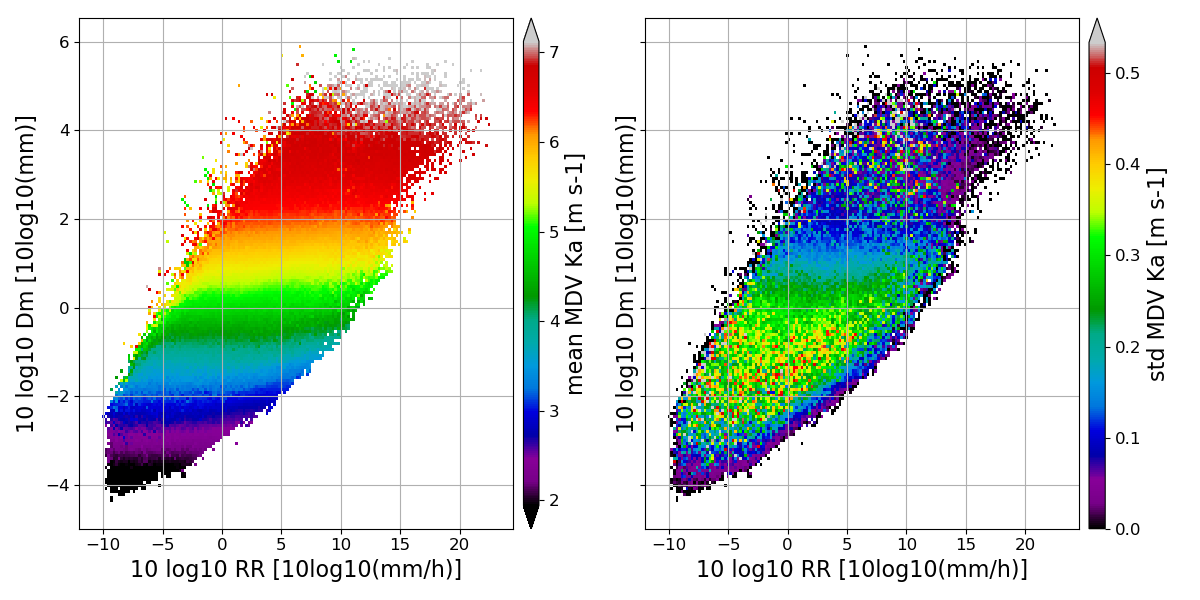 6
4
2
0
−2
−4
10 log10 Dm [10log10(mm)]
−10 −5 0 5 10 15 20
10 log10 RR [10log10(mm/h)]
7
6
5
4
3
2
mean MDV Ka [m s-1]
10 log10 Dm [10log10(mm)]
−10 −5 0 5 10 15 20
10 log10 RR [10log10(mm/h)]
0.5
0.4
0.3
0.2
0.1
0.0
std MDV Ka [m s-1]